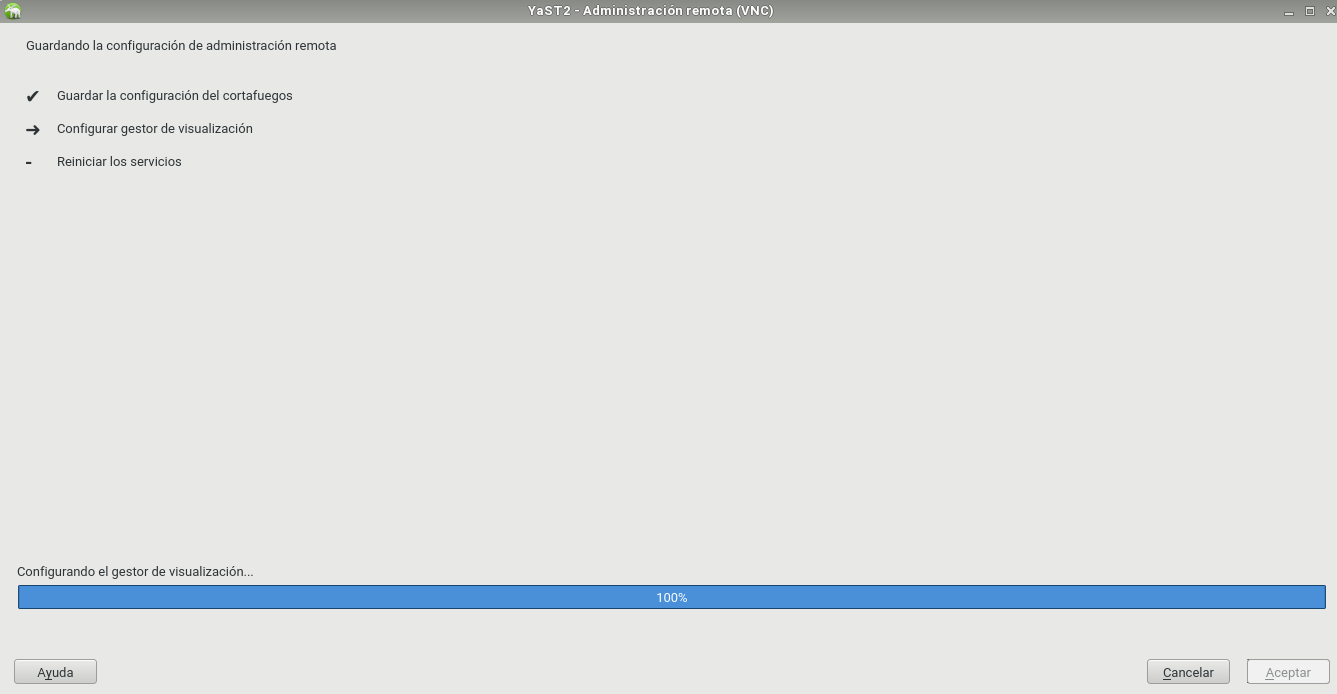 YaST2 - Administración remota (VNC)
Guardando la configuración de administración remota
✔ Guardar la configuración del cortafuegos
➜ Configurar gestor de visualización
- Reiniciar los servicios
Configurando el gestor de visualización...
100%
Ayuda Cancelar Aceptar